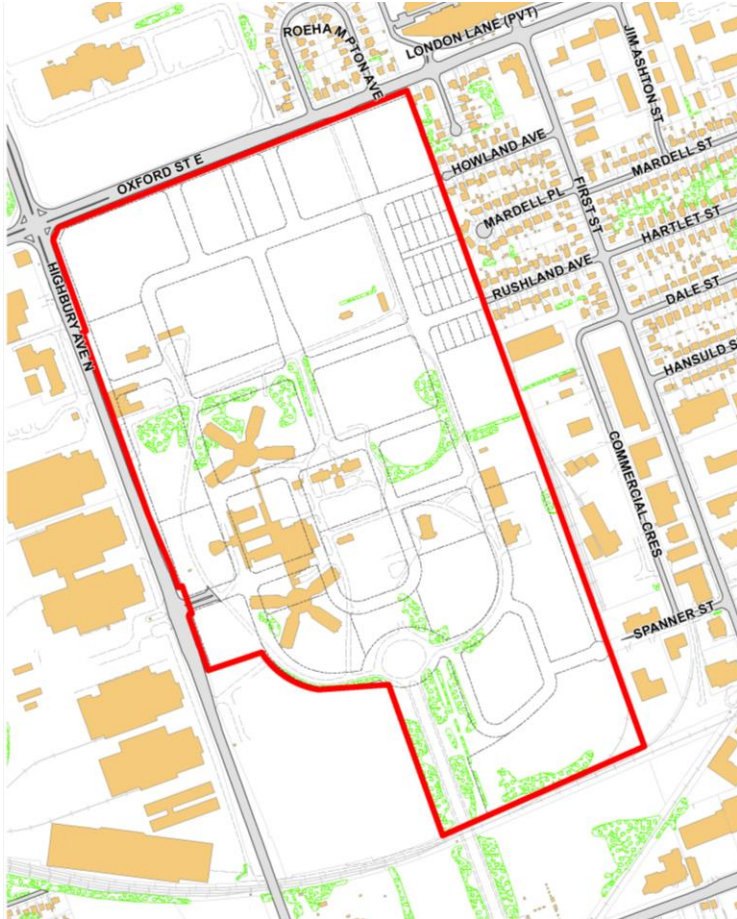 ROEHAMPTON AVE
LONDON LANE (PVT)
JIM ASHTON ST
OXFORD ST E
HOWLAND AVE
MARDELL ST
MARDELL PL
FIRST ST
HARTLET ST
HIGHBURY AVE N
RUSHLAND AVE
DALE ST
HANSULD S
COMMERCIAL CRES
SPANNER ST